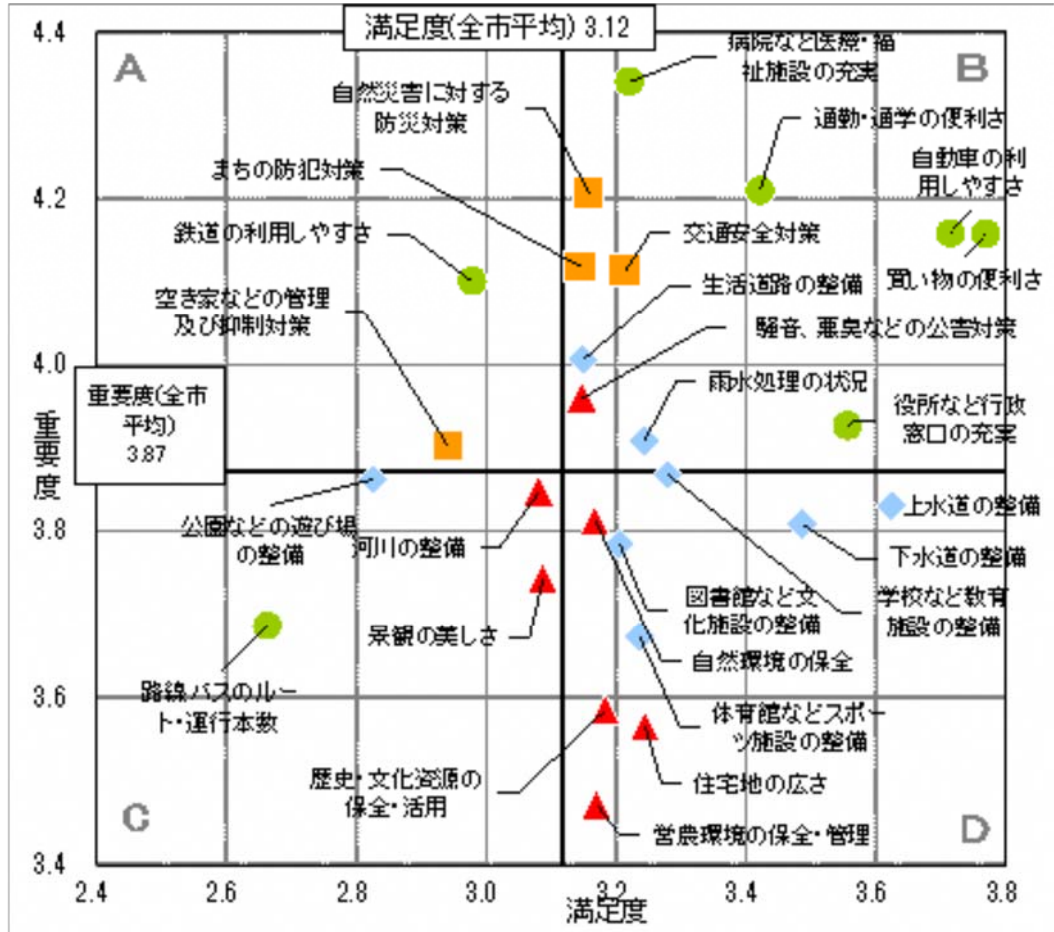 4.4
満足度(全市平均) 3.12
A
B
病院など医療・福
祉施設の充実
自然災害に対する
防災対策
通勤・通学の便利さ
まちの防犯対策
自動車の利
用しやすさ
4.2
鉄道の利用しやすさ
交通安全対策
買い物の便利さ
生活道路の整備
空き家などの管理
及び抑制対策
騒音、悪臭などの公害対策
4.0
雨水処理の状況
重要度(全市
平均)
3.87
役所など行政
窓口の充実
重要度
上水道の整備
公園などの遊び場
の整備
河川の整備
3.8
下水道の整備
図書館など文
化施設の整備
学校など教育
施設の整備
景観の美しさ
自然環境の保全
3.6
路線バスのルー
ト・運行本数
体育館などスポー
ツ施設の整備
歴史・文化資源の
保全・活用
住宅地の広さ
C
営農環境の保全・管理
D
3.4
2.4 2.6 2.8 3.0 3.2 3.4 3.6 3.8
満足度